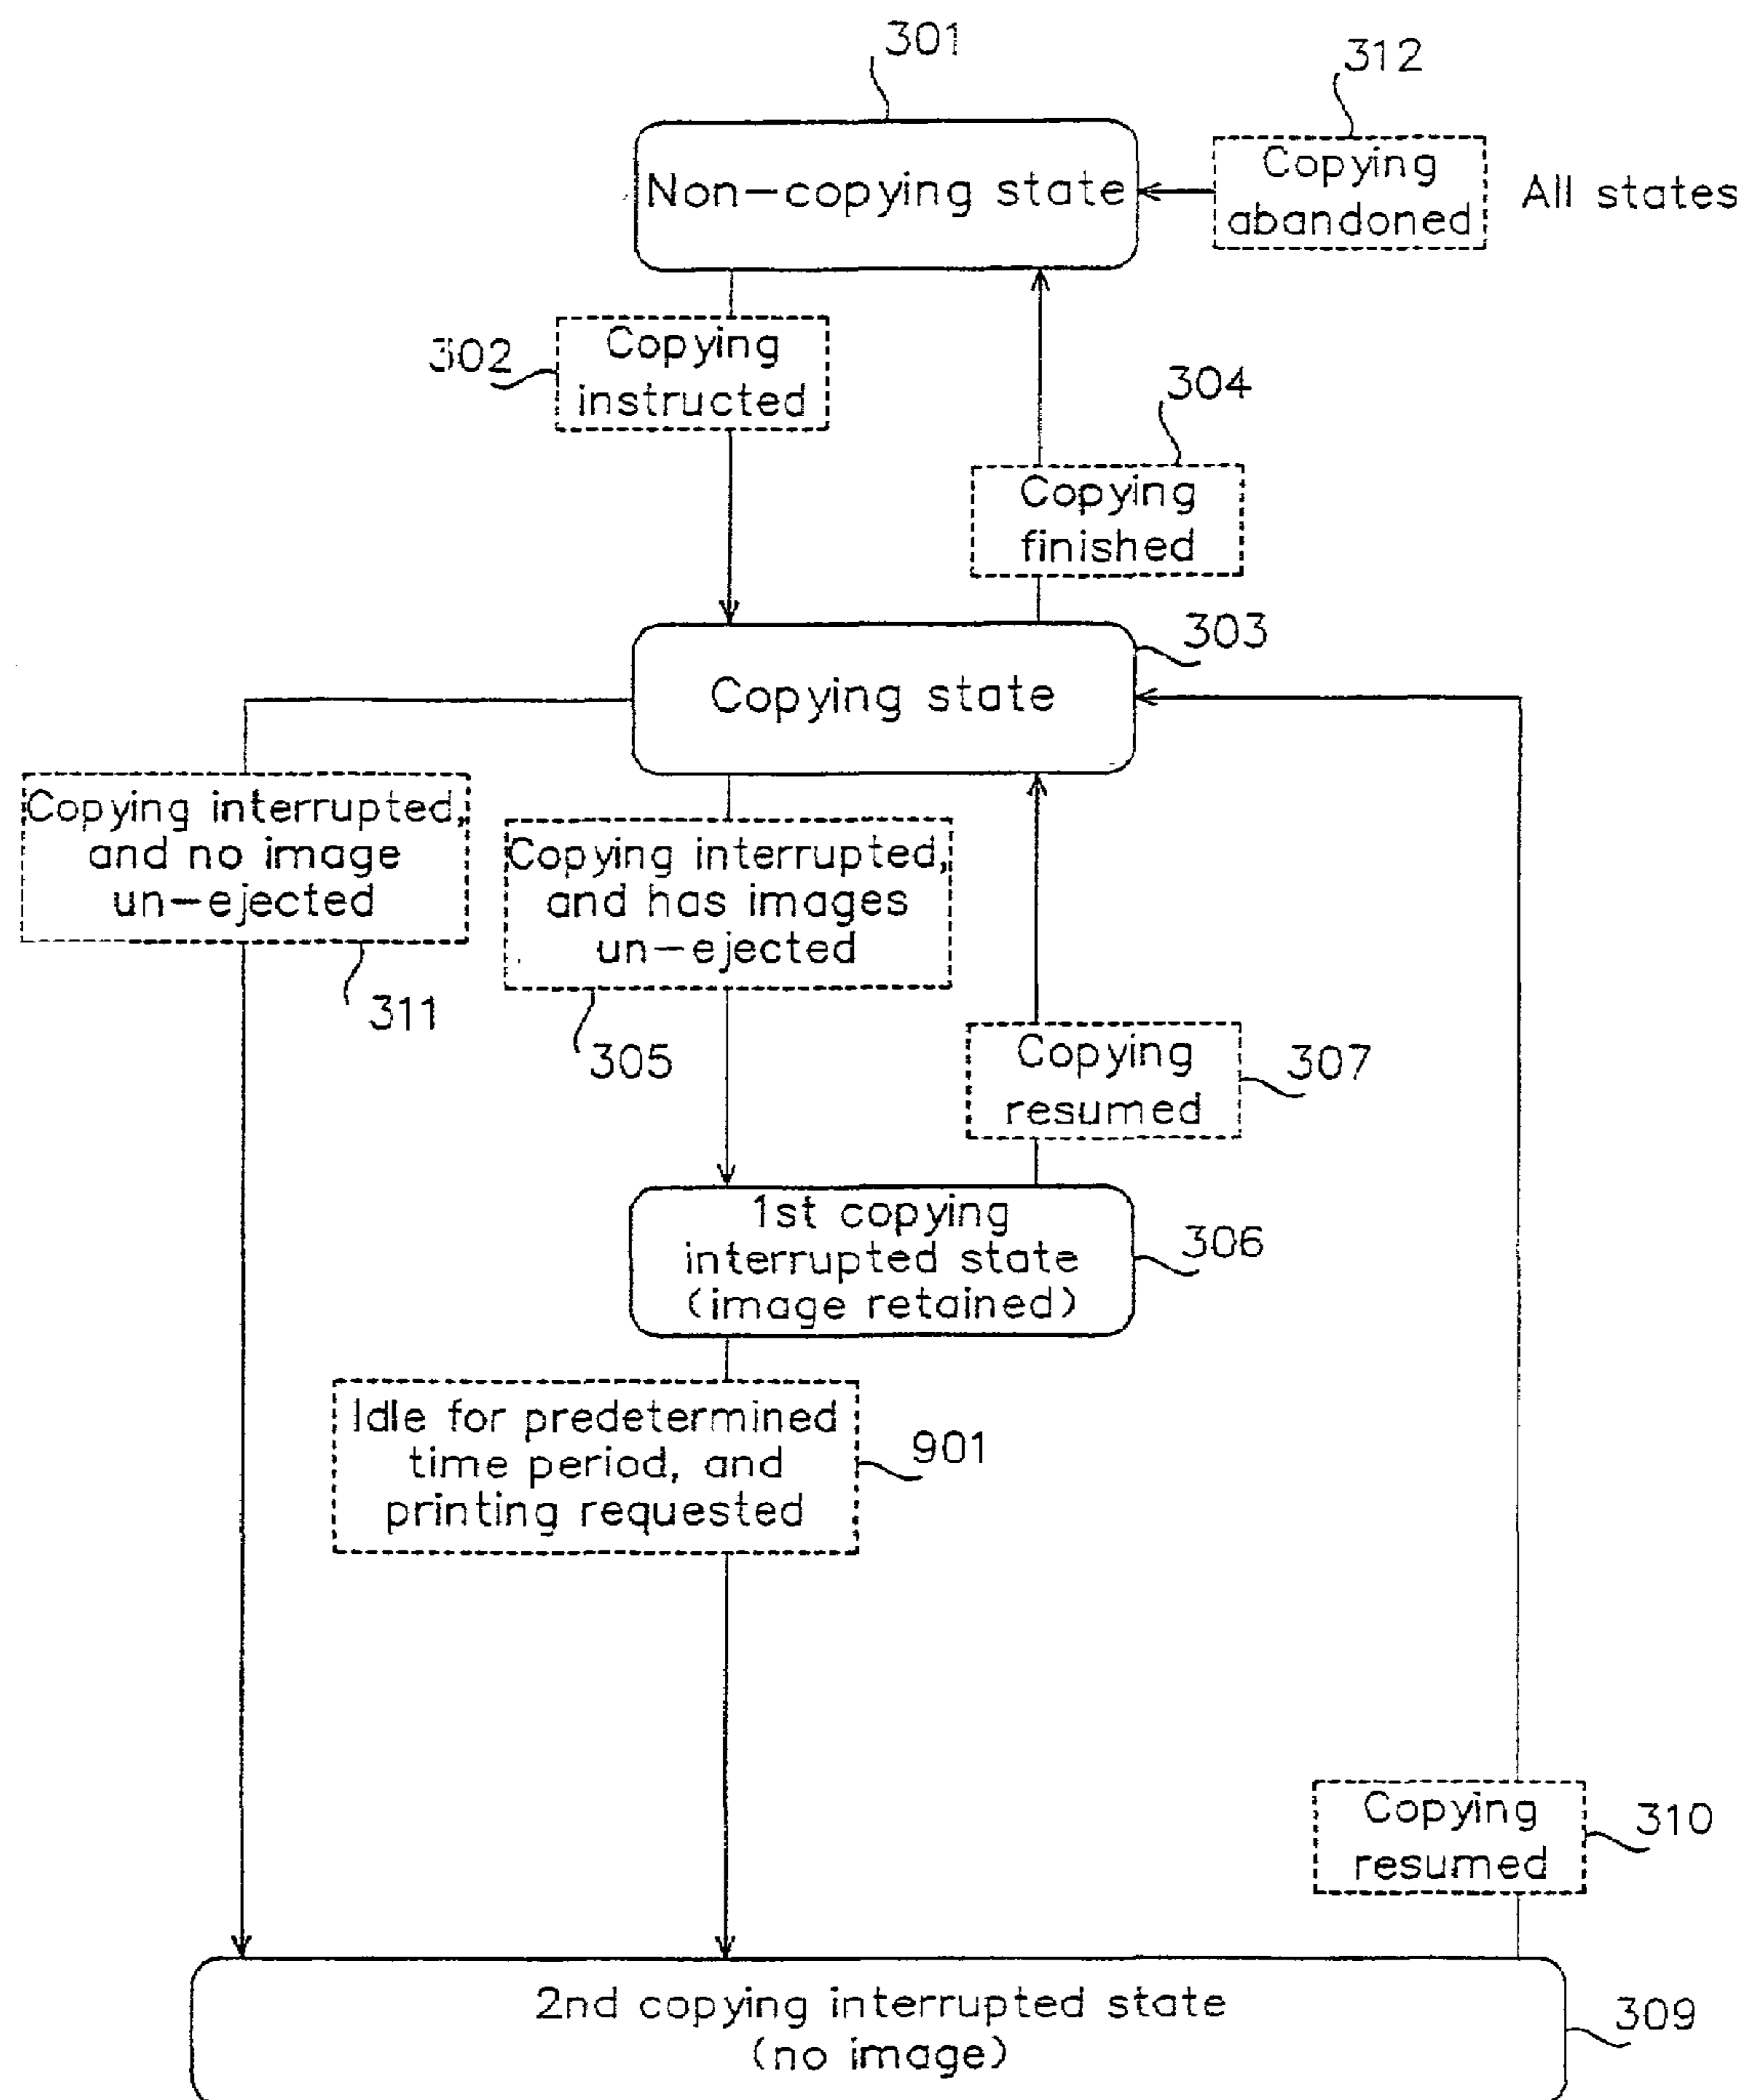 301
312
Non-copying state
Copying
abandoned
All states
302
Copying
instructed
304
Copying
finished
303
Copying state
Copying interrupted,
and no image
un-ejected
311
Copying interrupted,
and has images
un-ejected
305
Copying
resumed
307
1st copying
interrupted state
(image retained)
306
Idle for predetermined
time period, and
printing requested
901
Copying
resumed
310
2nd copying interrupted state
(no image)
309